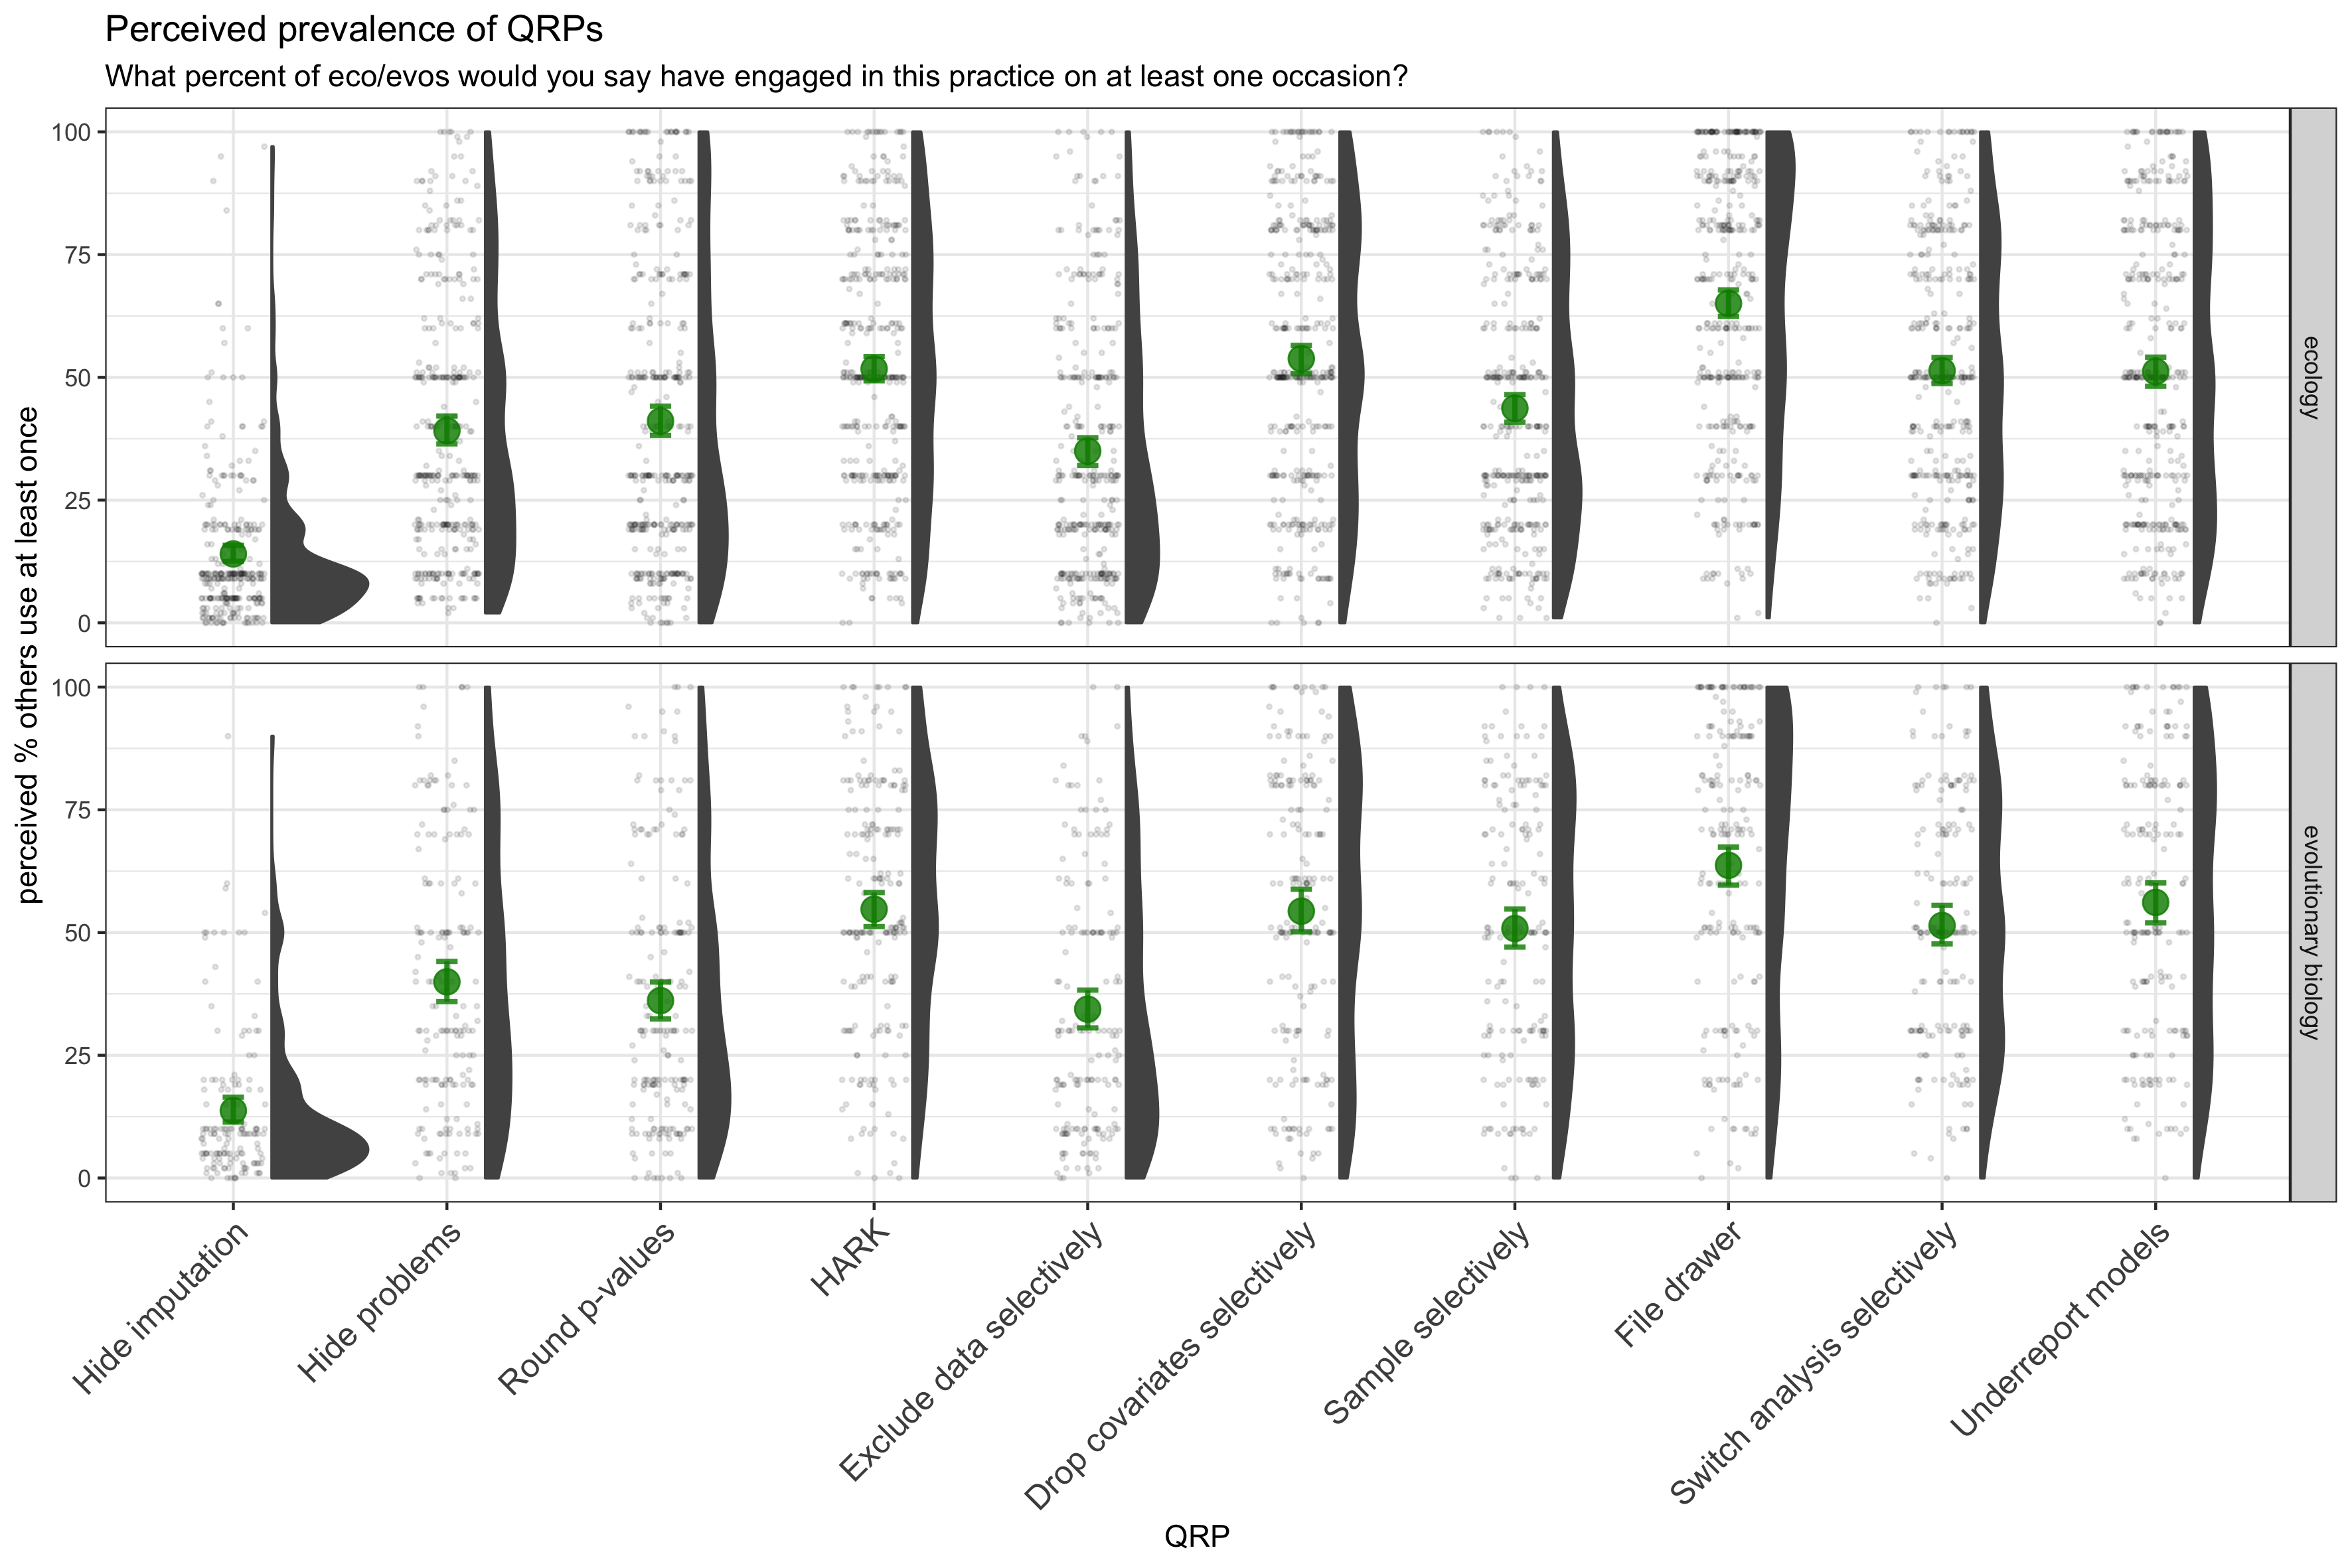 Perceived prevalence of QRPs
What percent of eco/evos would you say have engaged in this practice on at least one occasion?
perceived % others use at least once
100
75
50
25
0
ecology
100
75
50
25
0
evolutionary biology
Hide imputation
Hide problems
Round p-values
HARK
Exclude data selectively
Drop covariates selectively
Sample selectively
File drawer
Switch analysis selectively
Underreport models
QRP